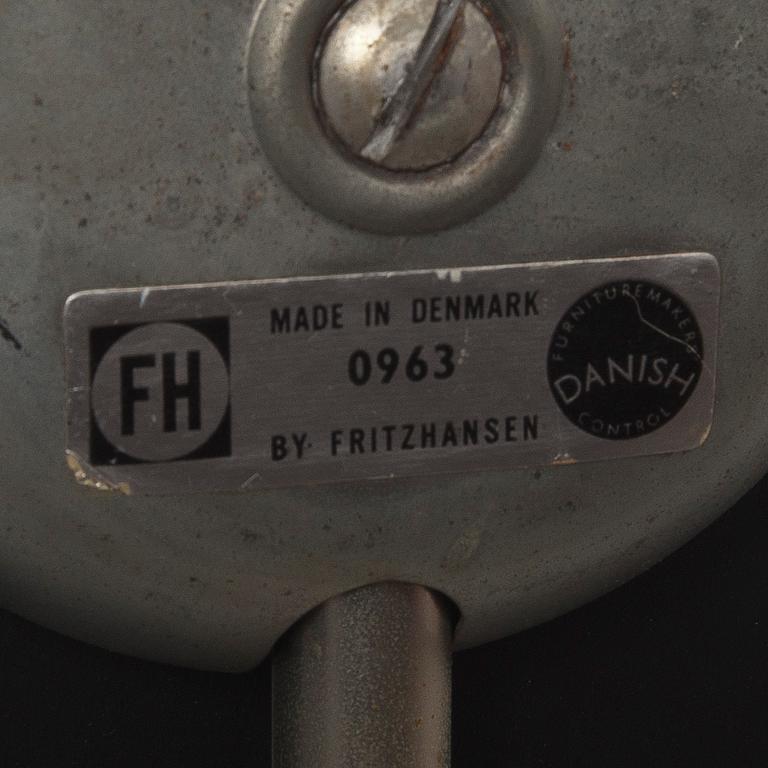 FH
MADE IN DENMARK
0963
BY FRITZHANSEN
FURNITUREMAKERS
DANISH
CONTROL